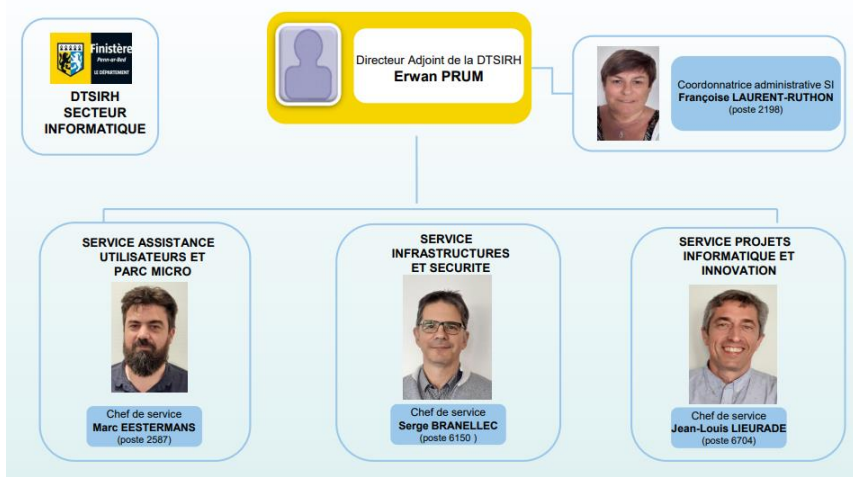 Finistère
Penn-ar-Bed
LE DÉPARTEMENT
DTSIRH
SECTEUR
INFORMATIQUE
Directeur Adjoint de la DTSIRH
Erwan PRUM
Coordonnatrice administrative SI
Françoise LAURENT-RUTHON
(poste 2198)
SERVICE ASSISTANCE
UTILISATEURS ET
PARC MICRO
Chef de service
Marc EESTERMANS
(poste 2587)
SERVICE
INFRASTRUCTURES
ET SECURITE
Chef de service
Serge BRANELLEC
(poste 6150 )
SERVICE PROJETS
INFORMATIQUE ET
INNOVATION
Chef de service
Jean-Louis LIEURADE
(poste 6704)